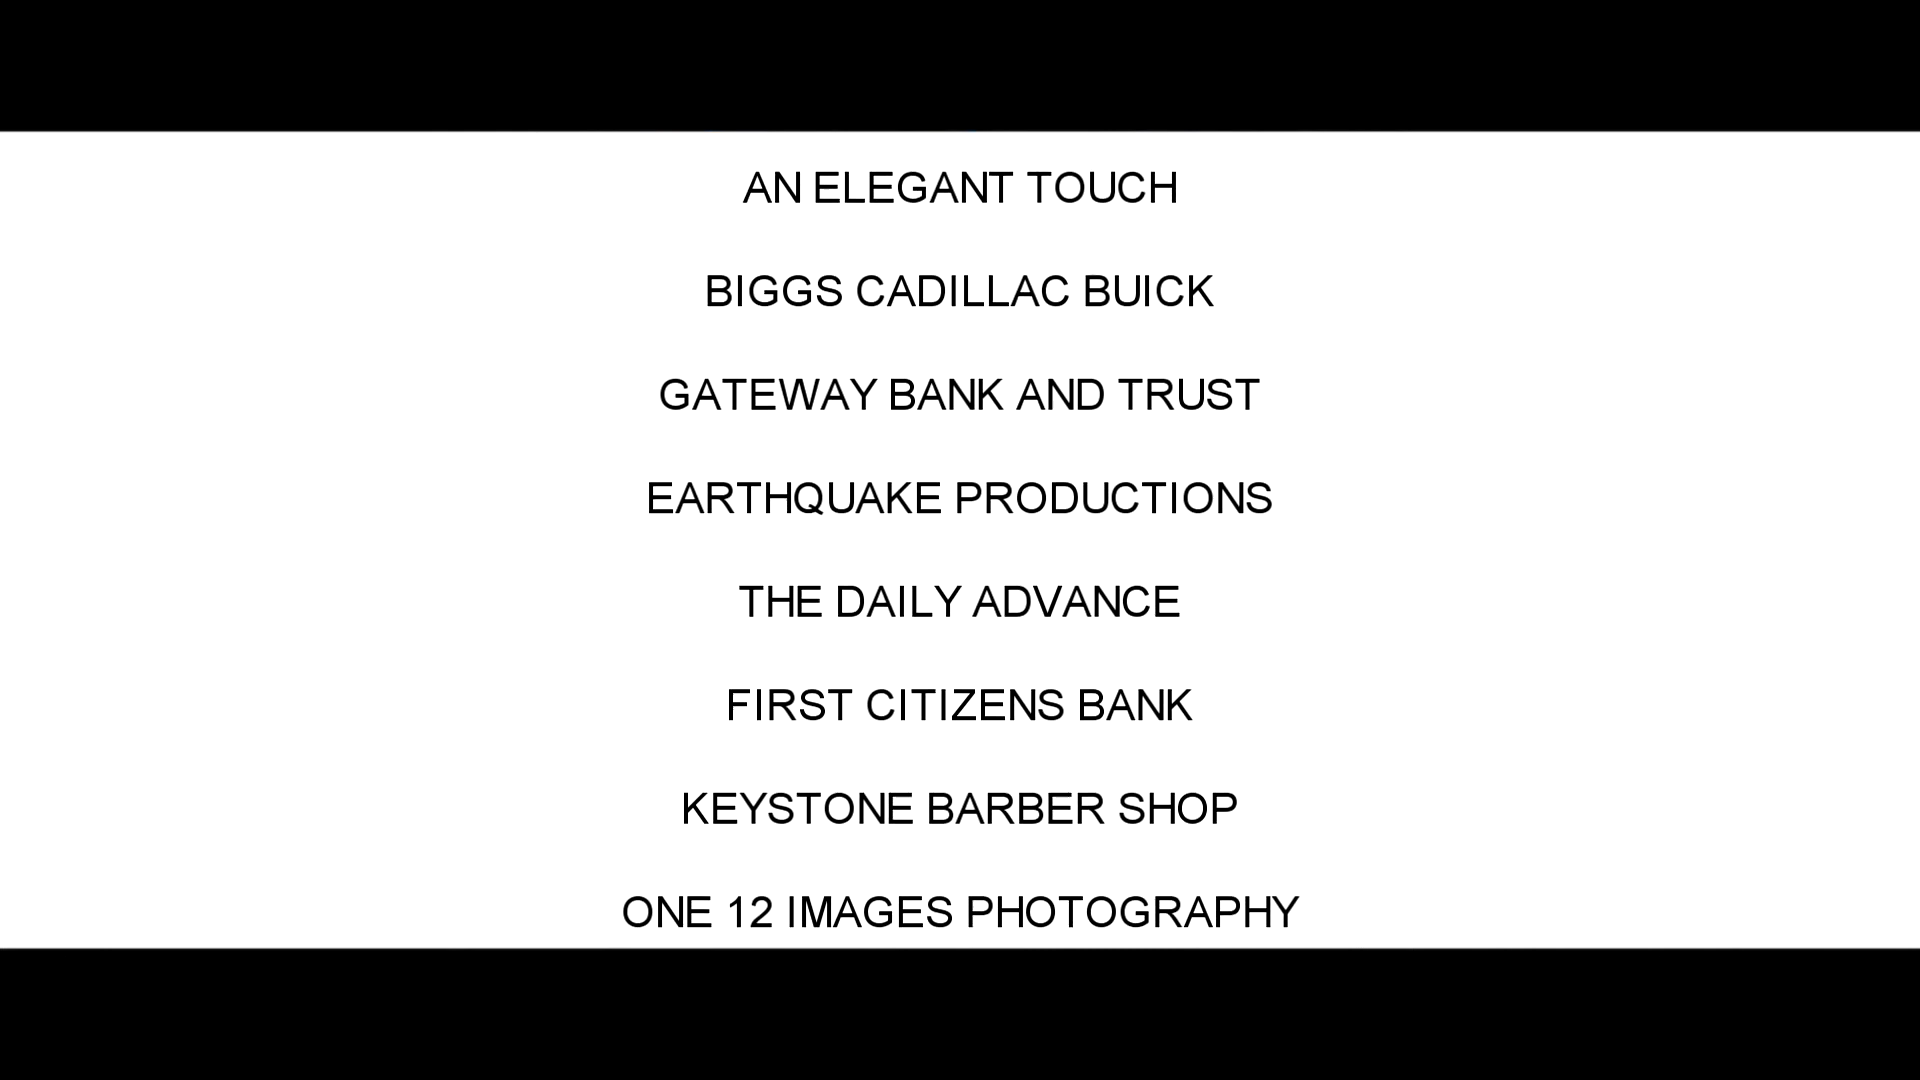 AN ELEGANT TOUCH
BIGGS CADILLAC BUICK
GATEWAY BANK AND TRUST
EARTHQUAKE PRODUCTIONS
THE DAILY ADVANCE
FIRST CITIZENS BANK
KEYSTONE BARBER SHOP
ONE 12 IMAGES PHOTOGRAPHY